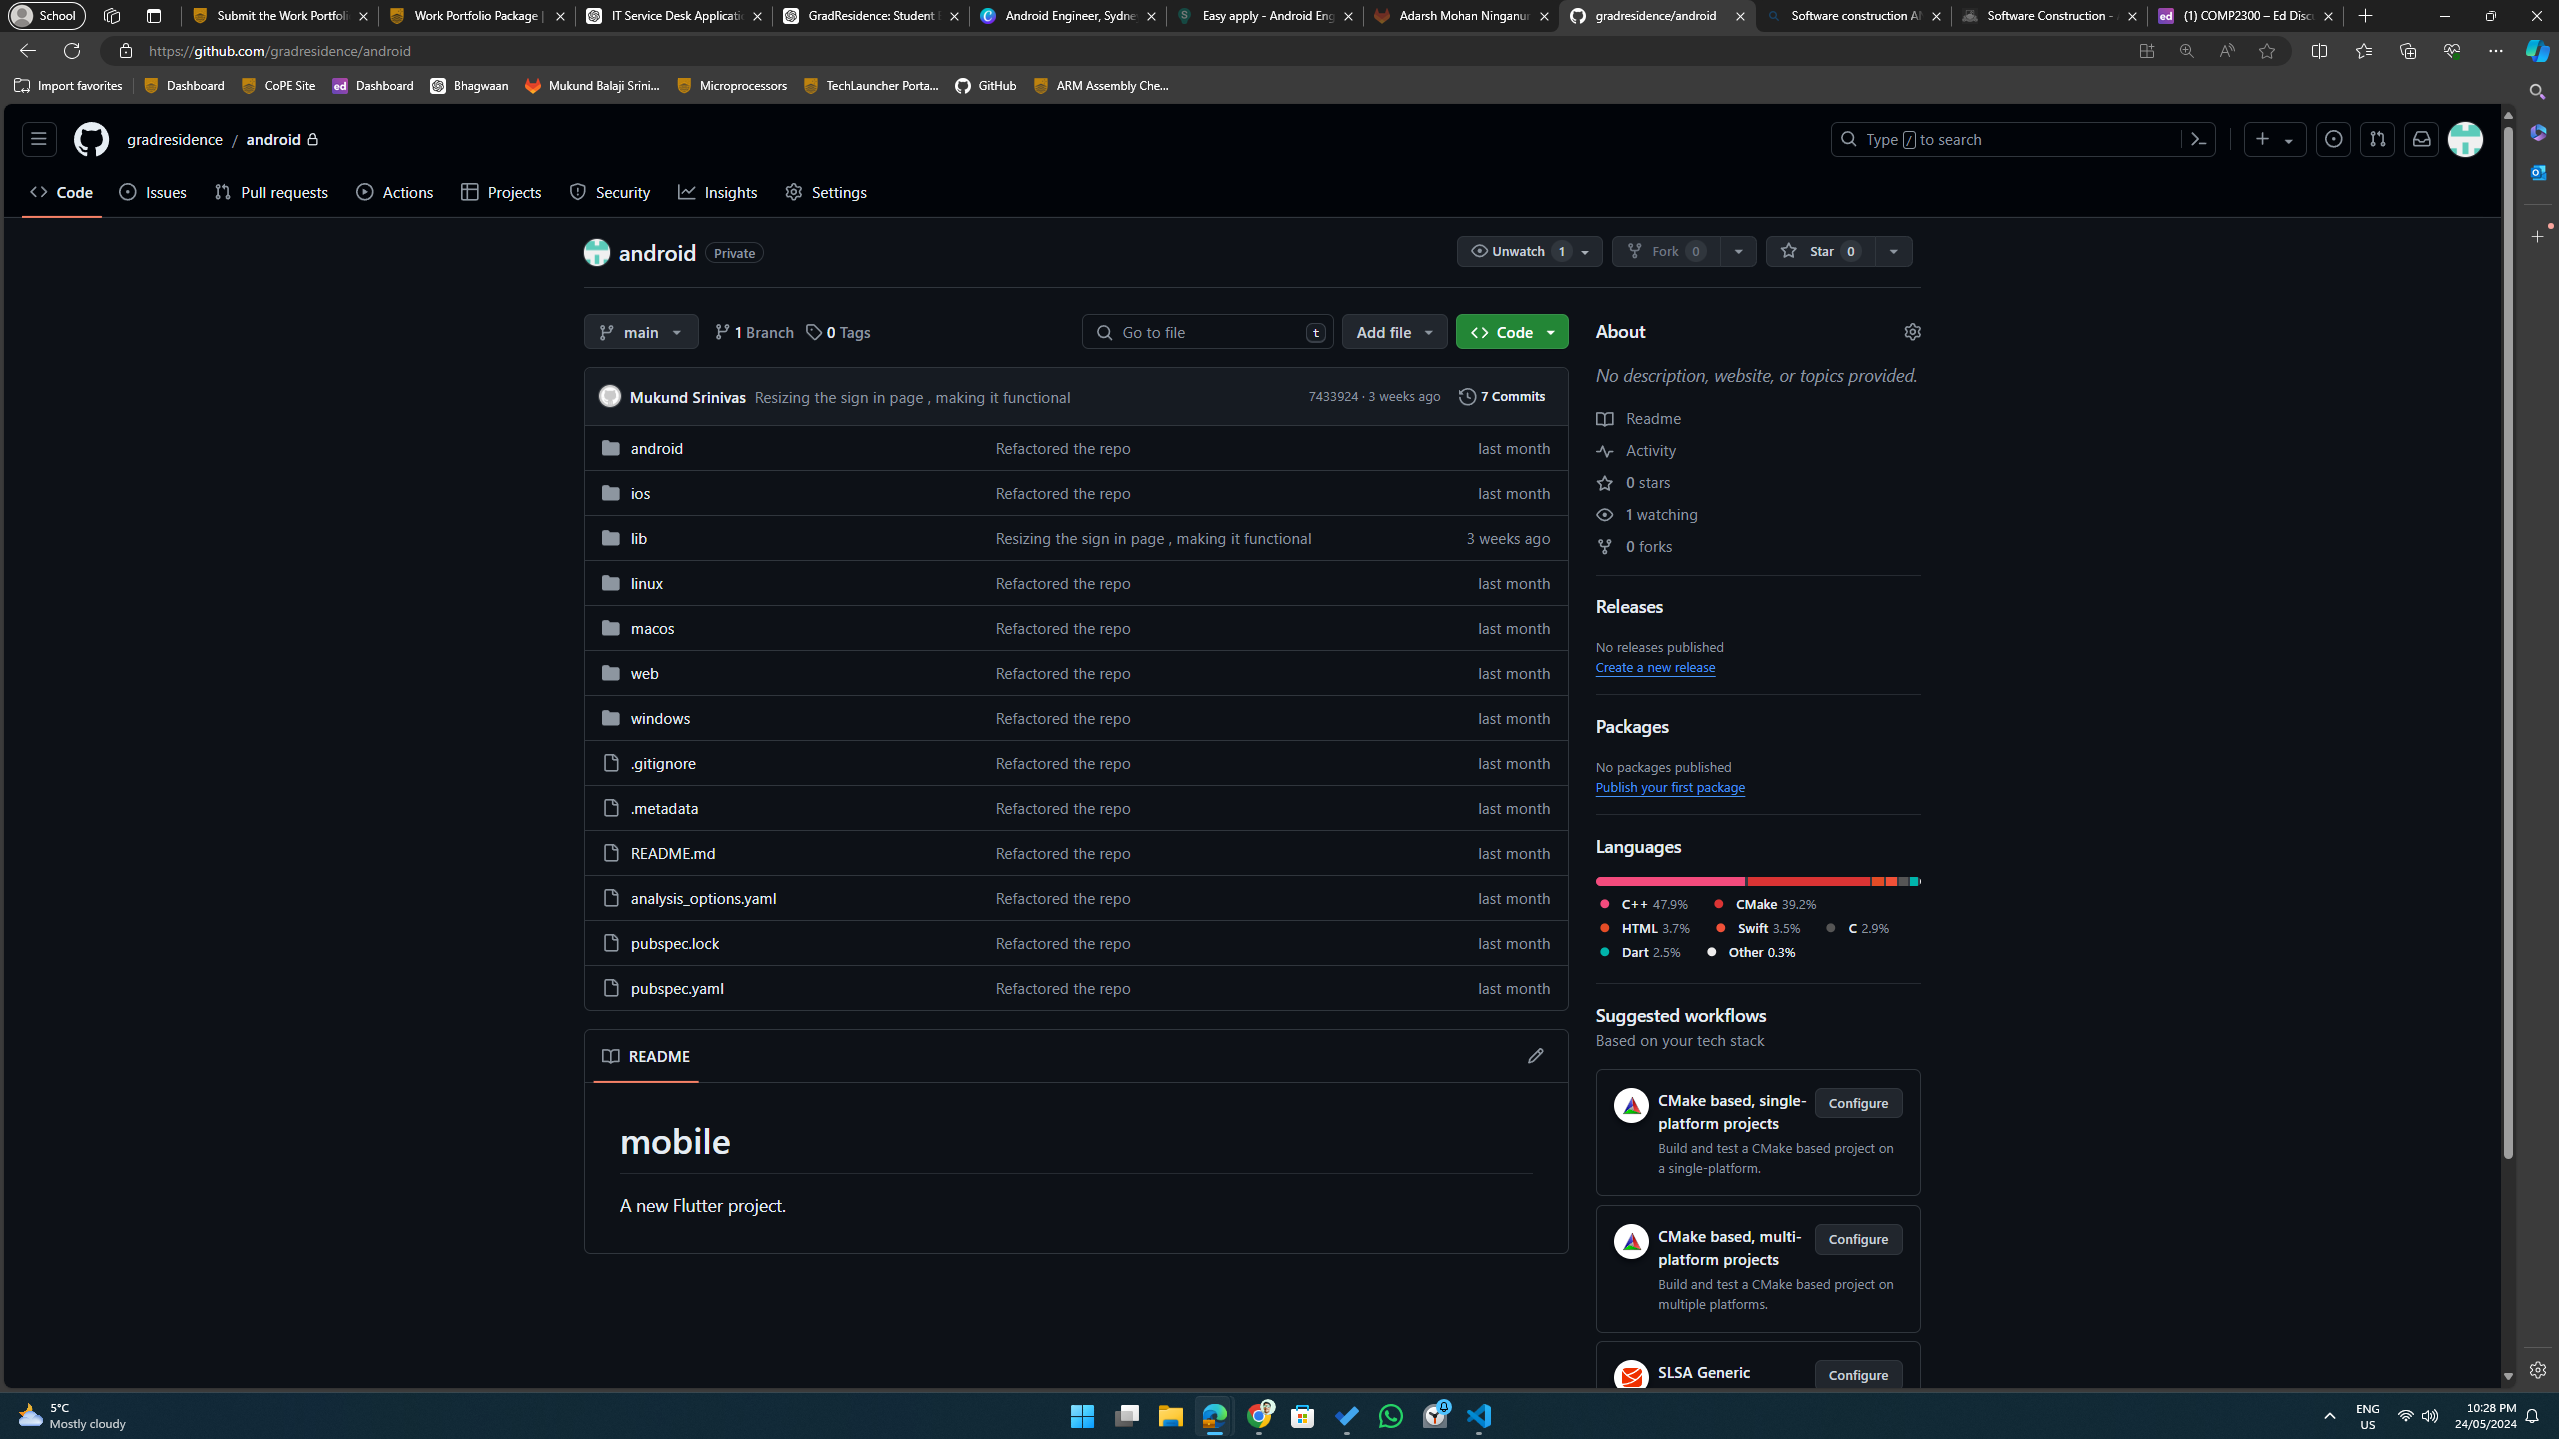 School
Submit the Work Portfoli
Work Portfolio Package |
IT Service Desk Applicati
GradResidence: Student
Android Engineer, Sydne
Easy apply - Android Eng
Adarsh Mohan Ninganur
gradresidence/android
Software construction A
Software Construction -
(1) COMP2300 – Ed Disc
https://github.com/gradresidence/android
Import favorites
Dashboard
CoPE Site
ed
Dashboard
Bhagwaan
Mukund Balaji Srini...
Microprocessors
TechLauncher Porta...
GitHub
ARM Assembly Che...
gradresidence / android
Type / to search
Code
Issues
Pull requests
Actions
Projects
Security
Insights
Settings
android
Private
Unwatch 1
Fork 0
Star 0
main
1 Branch
0 Tags
Go to file
t
Add file
Code
Mukund Srinivas Resizing the sign in page , making it functional 7433924 · 3 weeks ago 7 Commits
android Refactored the repo last month
ios Refactored the repo last month
lib Resizing the sign in page , making it functional 3 weeks ago
linux Refactored the repo last month
macos Refactored the repo last month
web Refactored the repo last month
windows Refactored the repo last month
.gitignore Refactored the repo last month
.metadata Refactored the repo last month
README.md Refactored the repo last month
analysis_options.yaml Refactored the repo last month
pubspec.lock Refactored the repo last month
pubspec.yaml Refactored the repo last month
README
mobile
A new Flutter project.
About
No description, website, or topics provided.
Readme
Activity
0 stars
1 watching
0 forks
Releases
No releases published
Create a new release
Packages
No packages published
Publish your first package
Languages
C++ 47.9% CMake 39.2%
HTML 3.7% Swift 3.5% C 2.9%
Dart 2.5% Other 0.3%
Suggested workflows
Based on your tech stack
CMake based, single-
platform projects
Configure
Build and test a CMake based project on
a single-platform.
CMake based, multi-
platform projects
Configure
Build and test a CMake based project on
multiple platforms.
SLSA Generic
Configure
5°C
Mostly cloudy
ENG
US
10:28 PM
24/05/2024